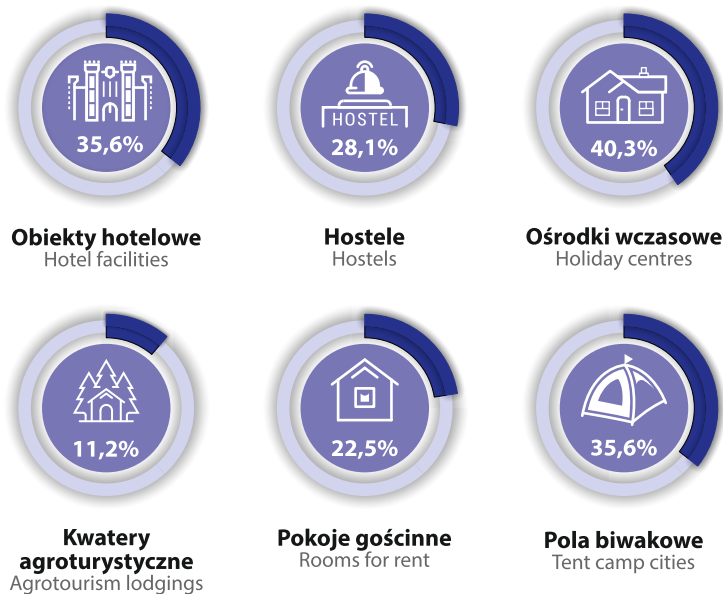 35,6%
Obiekty hotelowe
Hotel facilities
HOSTEL
28,1%
Hostele
Hostels
40,3%
Ośrodki wczasowe
Holiday centres
11,2%
Kwatery
agroturystyczne
Agrotourism lodgings
22,5%
Pokoje gościnne
Rooms for rent
35,6%
Pola biwakowe
Tent camp cities